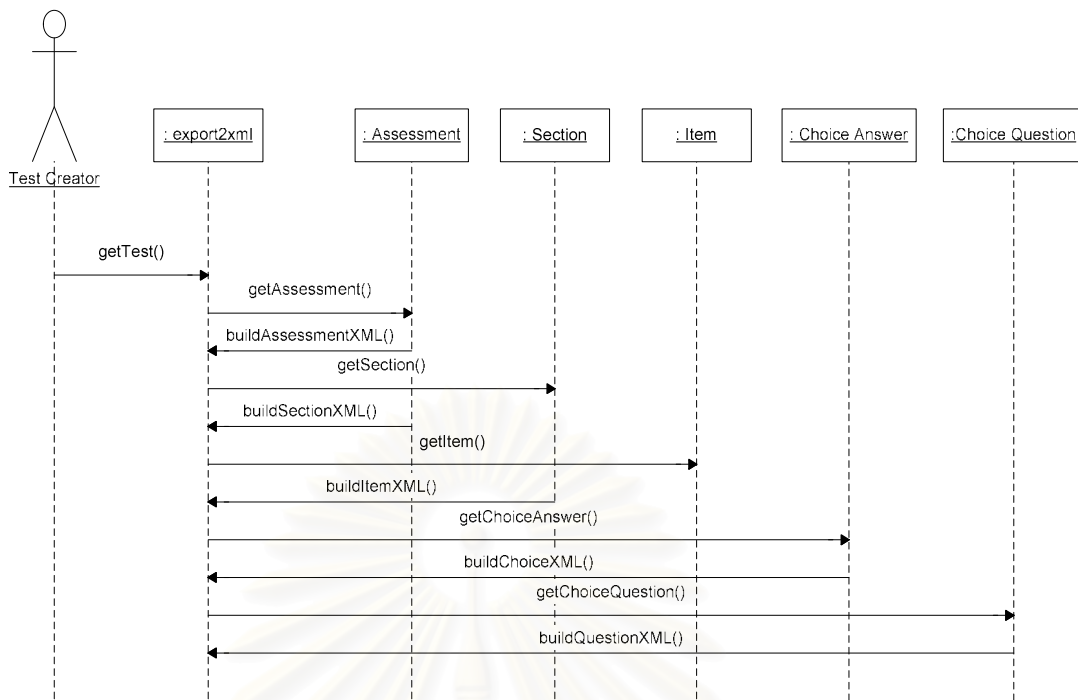 : export2xml
: Assessment
: Section
: Item
: Choice Answer
:Choice Question
Test Creator
getTest()
getAssessment()
buildAssessmentXML()
getSection()
buildSectionXML()
getItem()
buildItemXML()
getChoiceAnswer()
buildChoiceXML()
getChoiceQuestion()
buildQuestionXML()